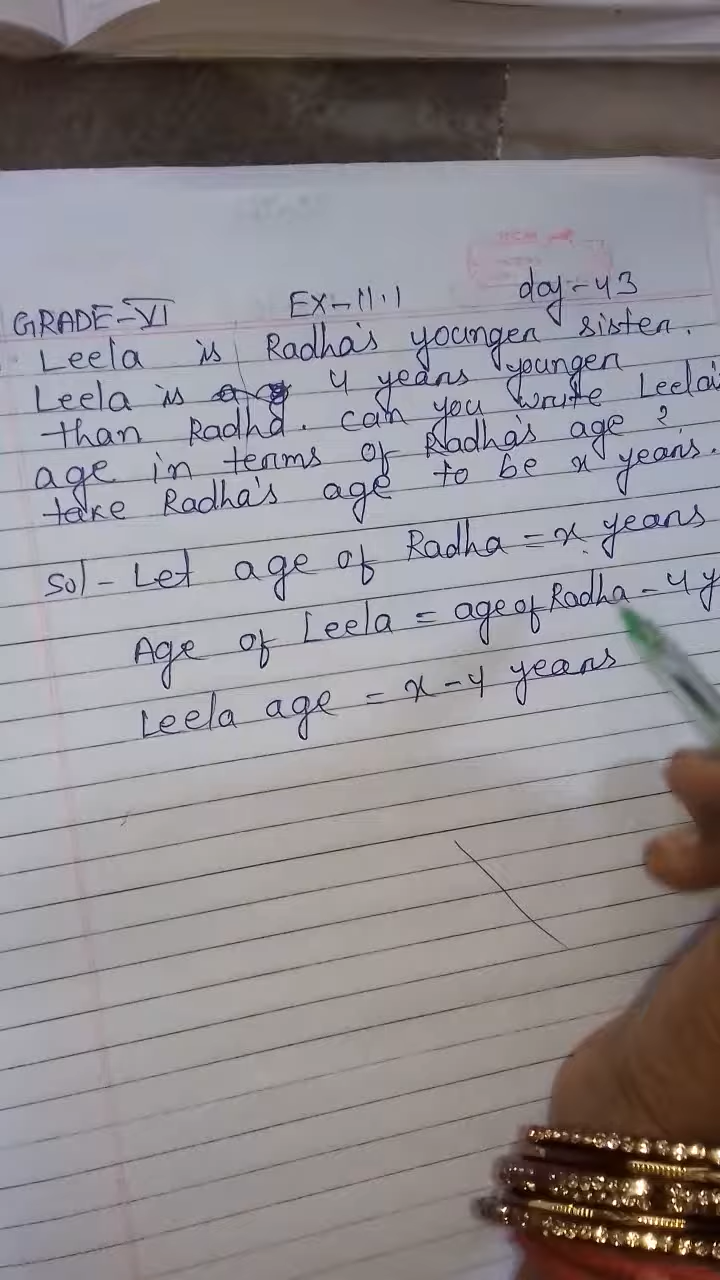 GRADE-VI EX-11.1 day-43
Leela is Radha's younger sister.
Leela is 4 years younger
than Radha. can you write Leela's
age in terms of Radha's age?
take Radha's age to be x years.
Sol- Let age of Radha = x years
Age of Leela = age of Radha - 4 y
Leela age = x-4 years